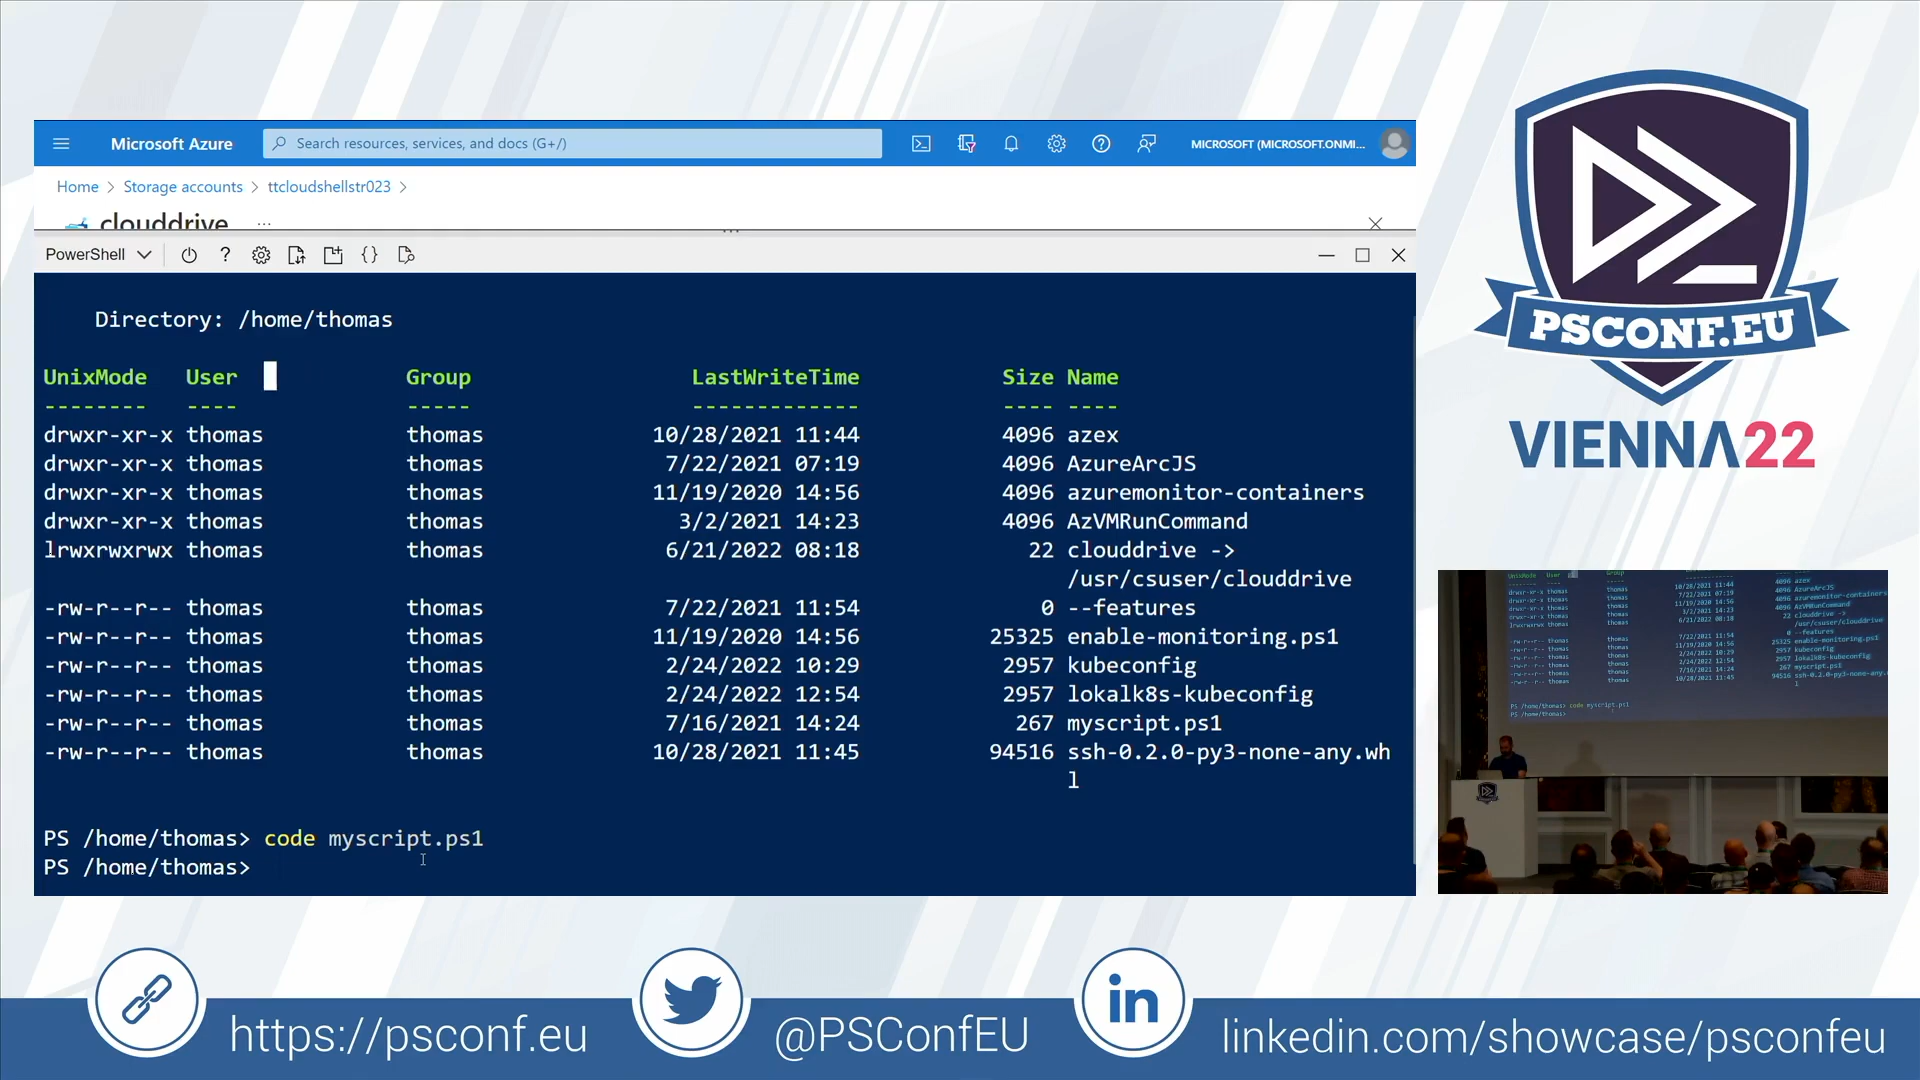 Microsoft Azure
Search resources, services, and docs (G+/)
MICROSOFT (MICROSOFT.ONMI...
Home > Storage accounts > ttcloudshellstr023 >
clouddrive ...
PowerShell
Directory: /home/thomas
UnixMode User Group LastWriteTime Size Name
-------- ---- ----- ------------- ---- ----
drwxr-xr-x thomas thomas 10/28/2021 11:44 4096 azex
drwxr-xr-x thomas thomas 7/22/2021 07:19 4096 AzureArcJS
drwxr-xr-x thomas thomas 11/19/2020 14:56 4096 azuremonitor-containers
drwxr-xr-x thomas thomas 3/2/2021 14:23 4096 AzVMRunCommand
lrwxrwxrwx thomas thomas 6/21/2022 08:18 22 clouddrive ->
/usr/csuser/clouddrive
-rw-r--r-- thomas thomas 7/22/2021 11:54 0 --features
-rw-r--r-- thomas thomas 11/19/2020 14:56 25325 enable-monitoring.ps1
-rw-r--r-- thomas thomas 2/24/2022 10:29 2957 kubeconfig
-rw-r--r-- thomas thomas 2/24/2022 12:54 2957 lokalk8s-kubeconfig
-rw-r--r-- thomas thomas 7/16/2021 14:24 267 myscript.ps1
-rw-r--r-- thomas thomas 10/28/2021 11:45 94516 ssh-0.2.0-py3-none-any.wh
l
PS /home/thomas> code myscript.ps1
PS /home/thomas>
PSCONF.EU
VIENNA22
https://psconf.eu
@PSConfEU
linkedin.com/showcase/psconfeu